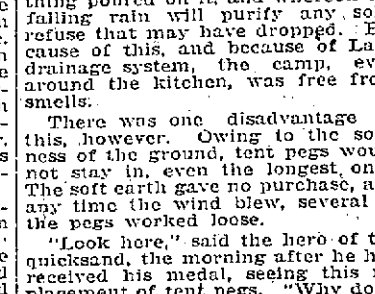 thing poured on it, and whereon
falling rain will purify any so
refuse that may have dropped. B
cause of this, and because of La
drainage system, the camp, ev
around the kitchen, was free fro
smells.
There was one disadvantage
this, however. Owing to the so
ness of the ground, tent pegs wou
not stay in, even the longest on
The soft earth gave no purchase, a
any time the wind blew, several
the pegs worked loose.
"Look here," said the hero of t
quicksand, the morning after he h
received his medal, seeing this
placement of tent pegs. "Why do